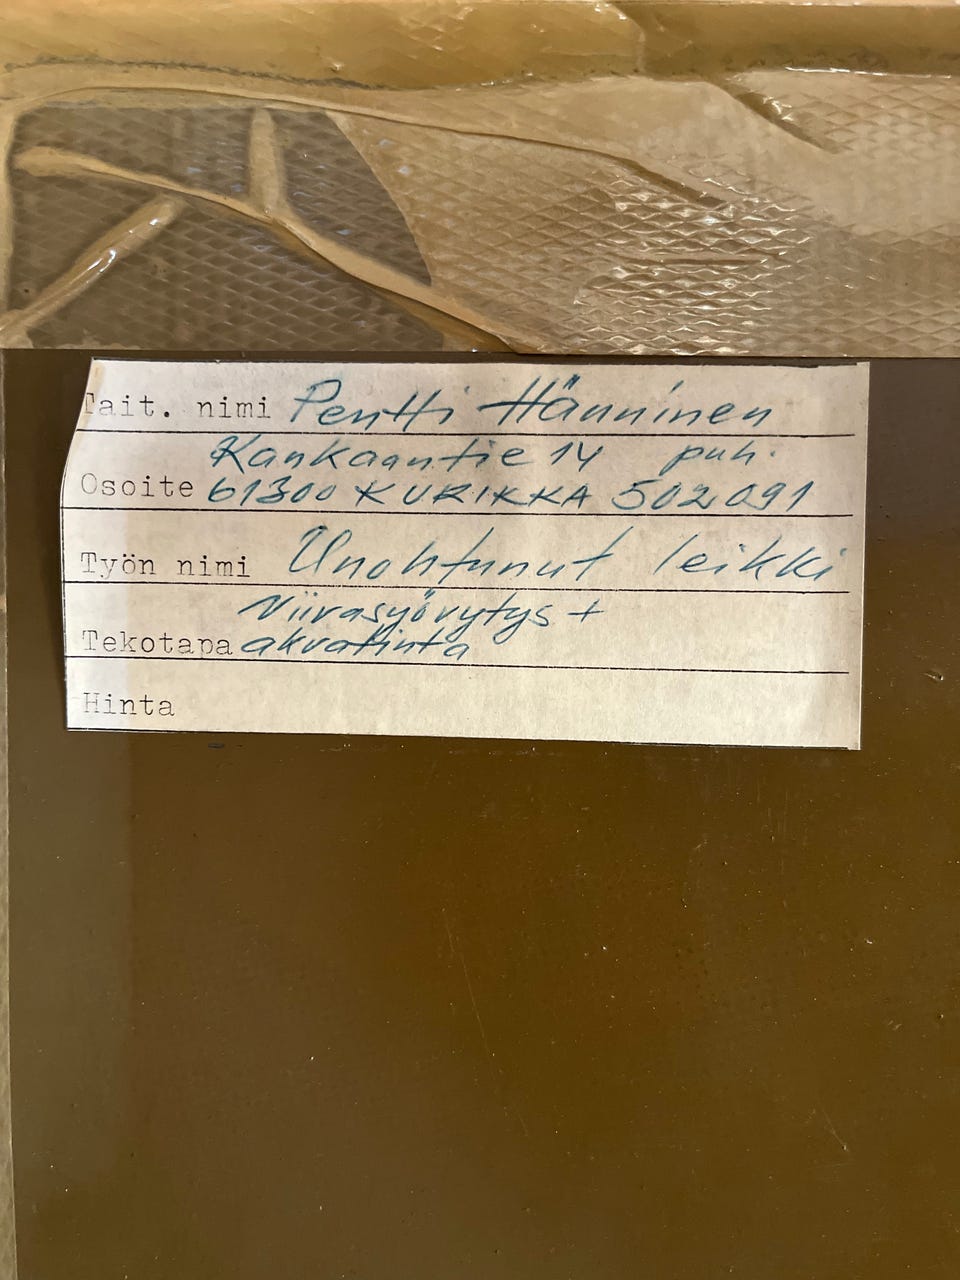 Tait. nimi Pentti Hänninen
Kankaantie 14 puh.
Osoite 61300 KURIKKA 502091
Työn nimi Unohtunut leikki
Viivasyövytys +
Tekotapa akvatinta
Hinta